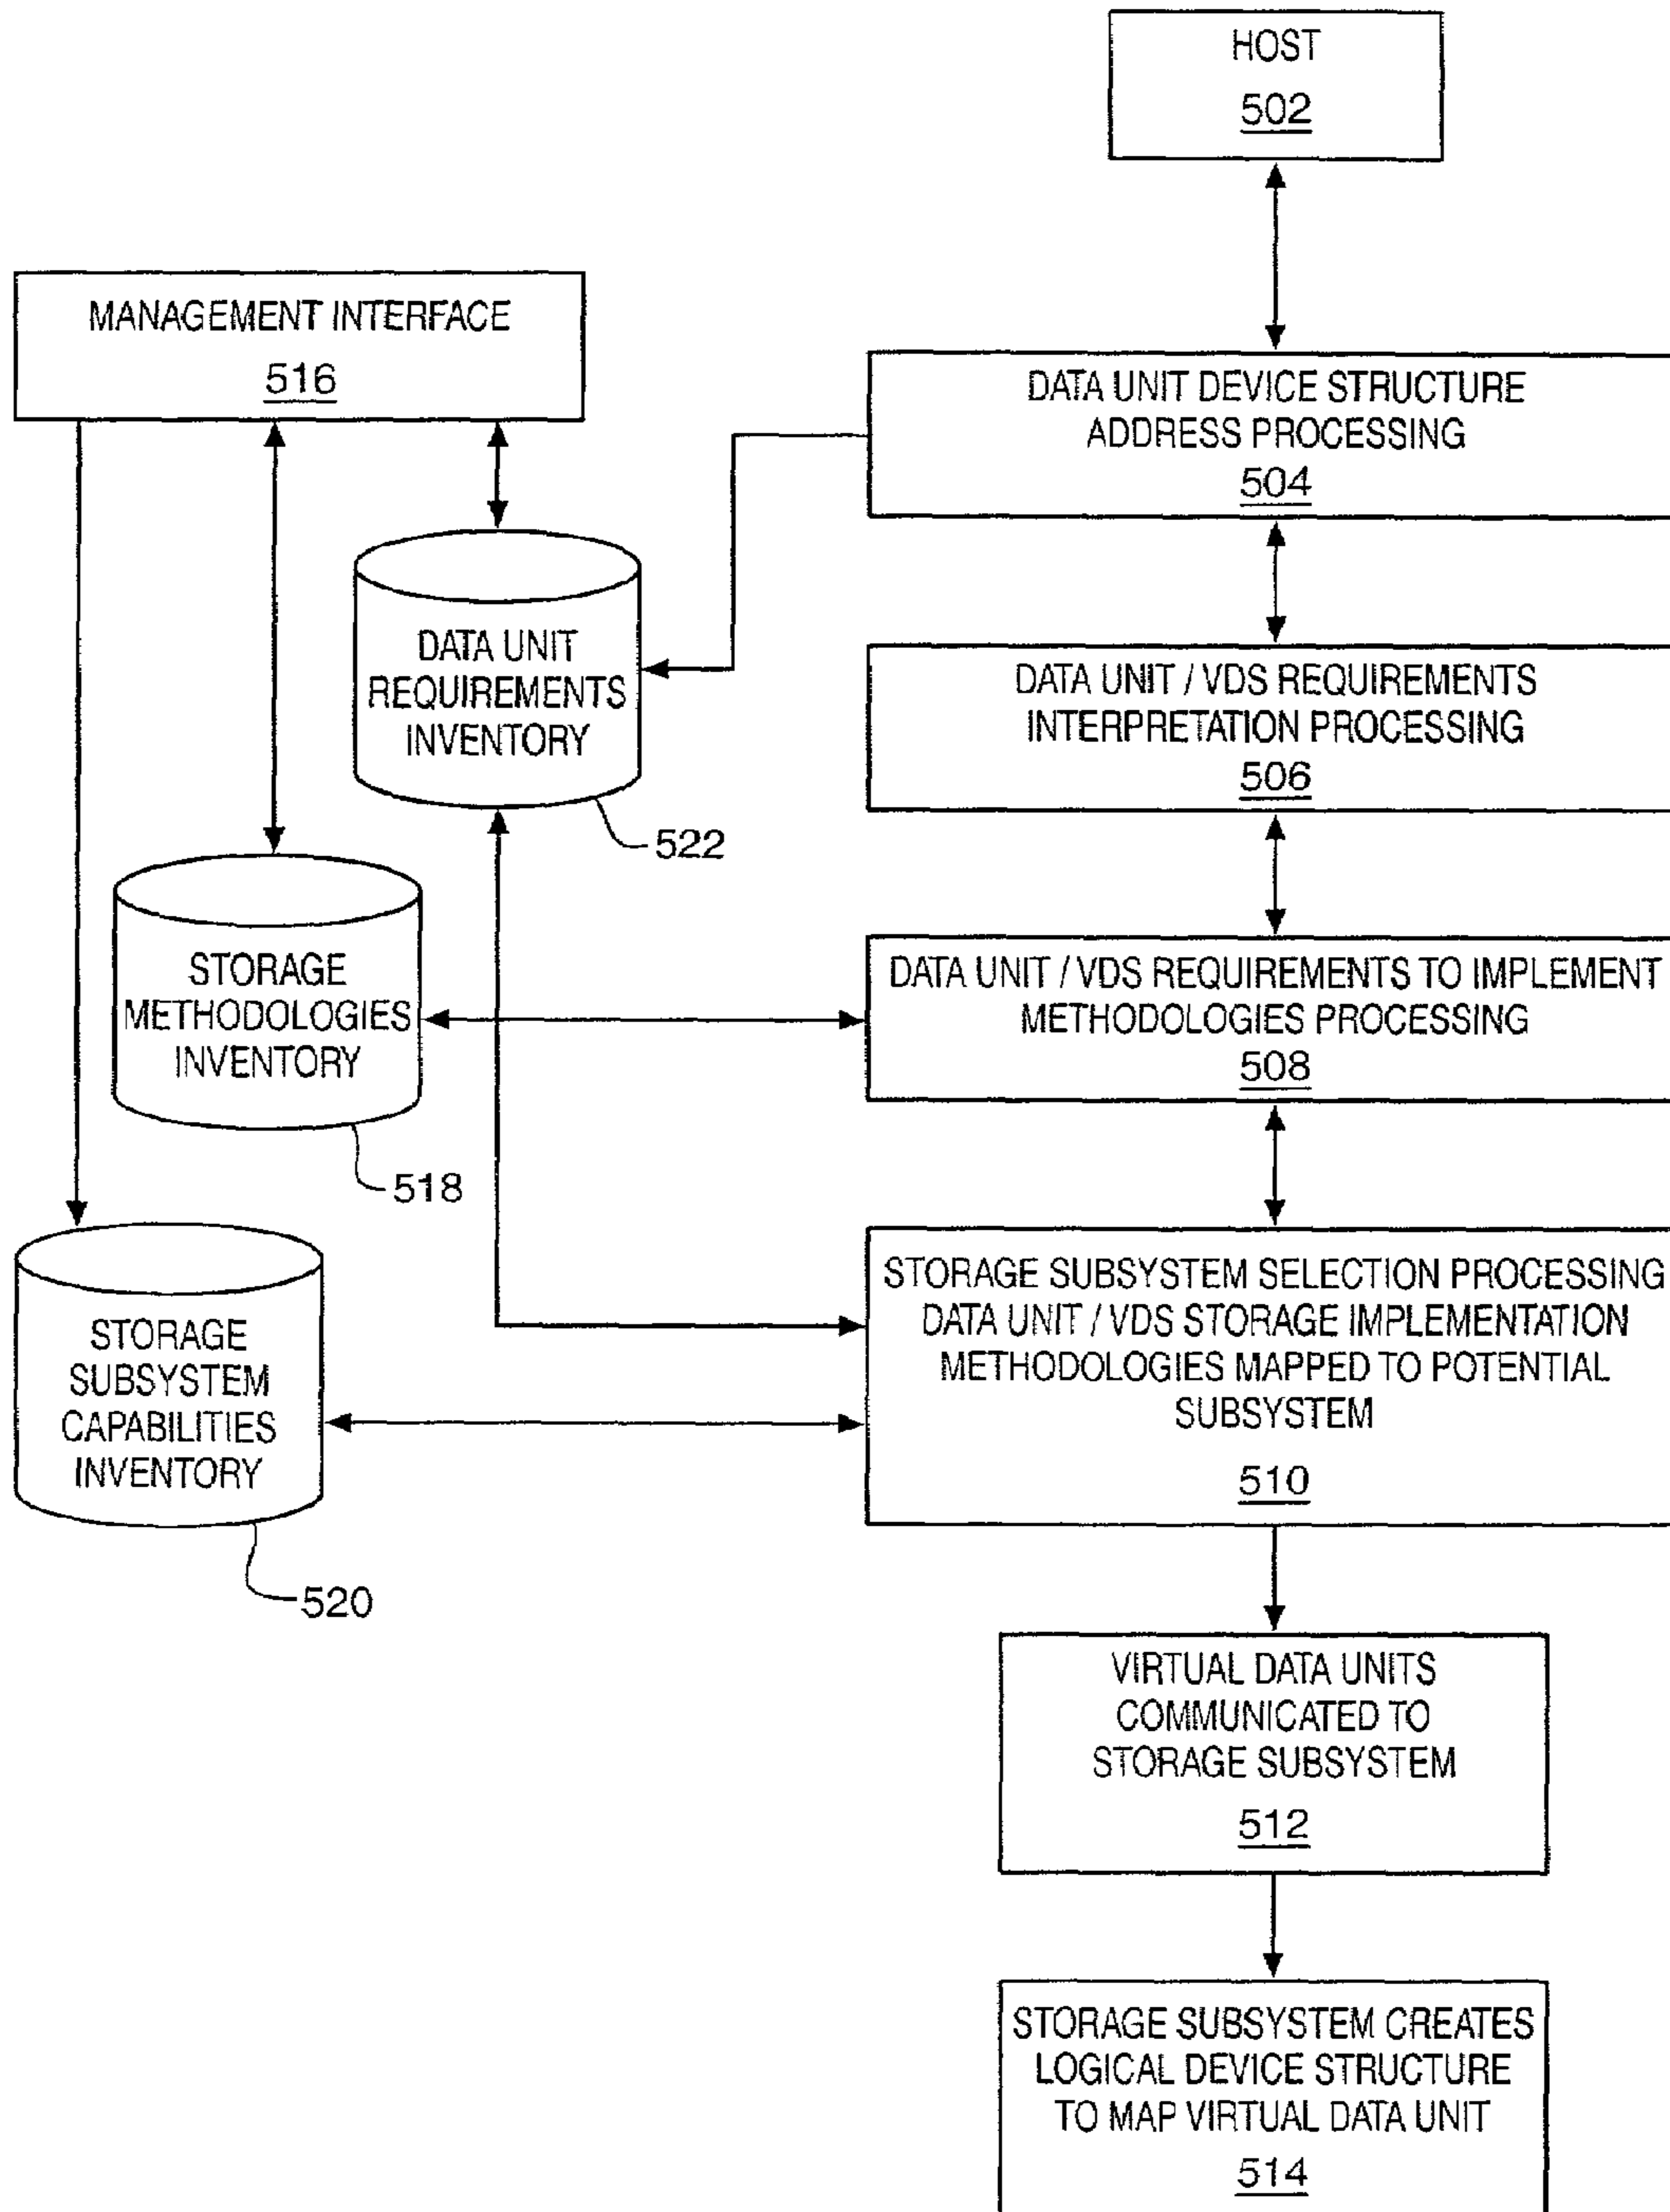 HOST
502
MANAGEMENT INTERFACE
516
DATA UNIT DEVICE STRUCTURE
ADDRESS PROCESSING
504
DATA UNIT
REQUIREMENTS
INVENTORY
522
DATA UNIT / VDS REQUIREMENTS
INTERPRETATION PROCESSING
506
STORAGE
METHODOLOGIES
INVENTORY
518
DATA UNIT / VDS REQUIREMENTS TO IMPLEMENT
METHODOLOGIES PROCESSING
508
STORAGE
SUBSYSTEM
CAPABILITIES
INVENTORY
520
STORAGE SUBSYSTEM SELECTION PROCESSING
DATA UNIT / VDS STORAGE IMPLEMENTATION
METHODOLOGIES MAPPED TO POTENTIAL
SUBSYSTEM
510
VIRTUAL DATA UNITS
COMMUNICATED TO
STORAGE SUBSYSTEM
512
STORAGE SUBSYSTEM CREATES
LOGICAL DEVICE STRUCTURE
TO MAP VIRTUAL DATA UNIT
514